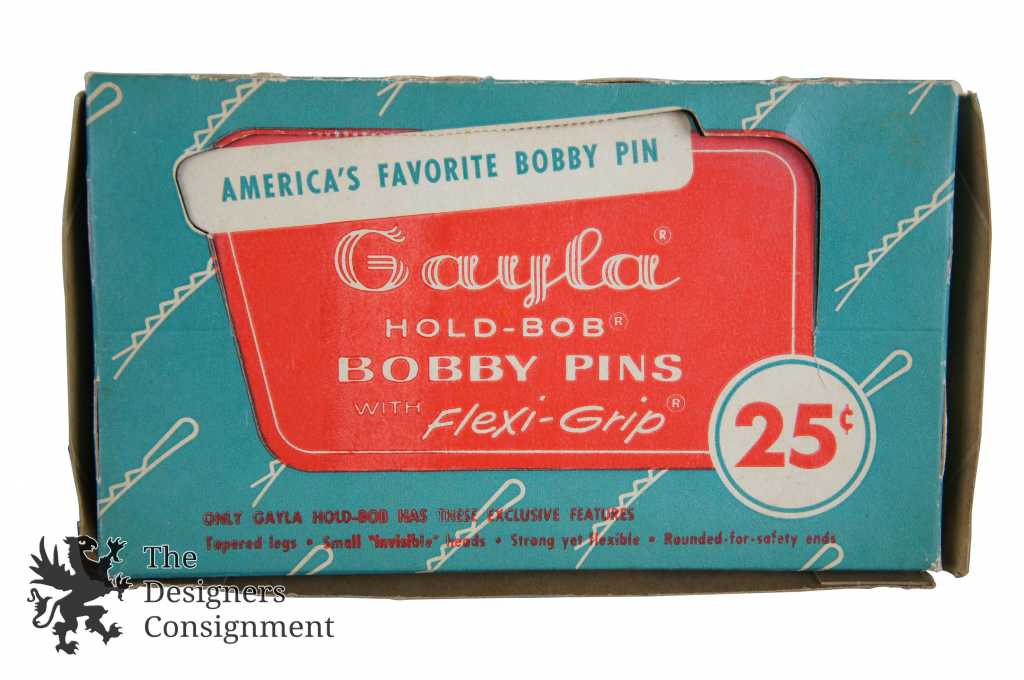 AMERICA'S FAVORITE BOBBY PIN
Gayla®
HOLD-BOB®
BOBBY PINS
WITH Flexi-Grip®
25¢
ONLY GAYLA HOLD-BOB HAS THESE EXCLUSIVE FEATURES
Tapered legs • Small "invisible" heads • Strong yet flexible • Rounded-for-safety ends
The
Designers
Consignment